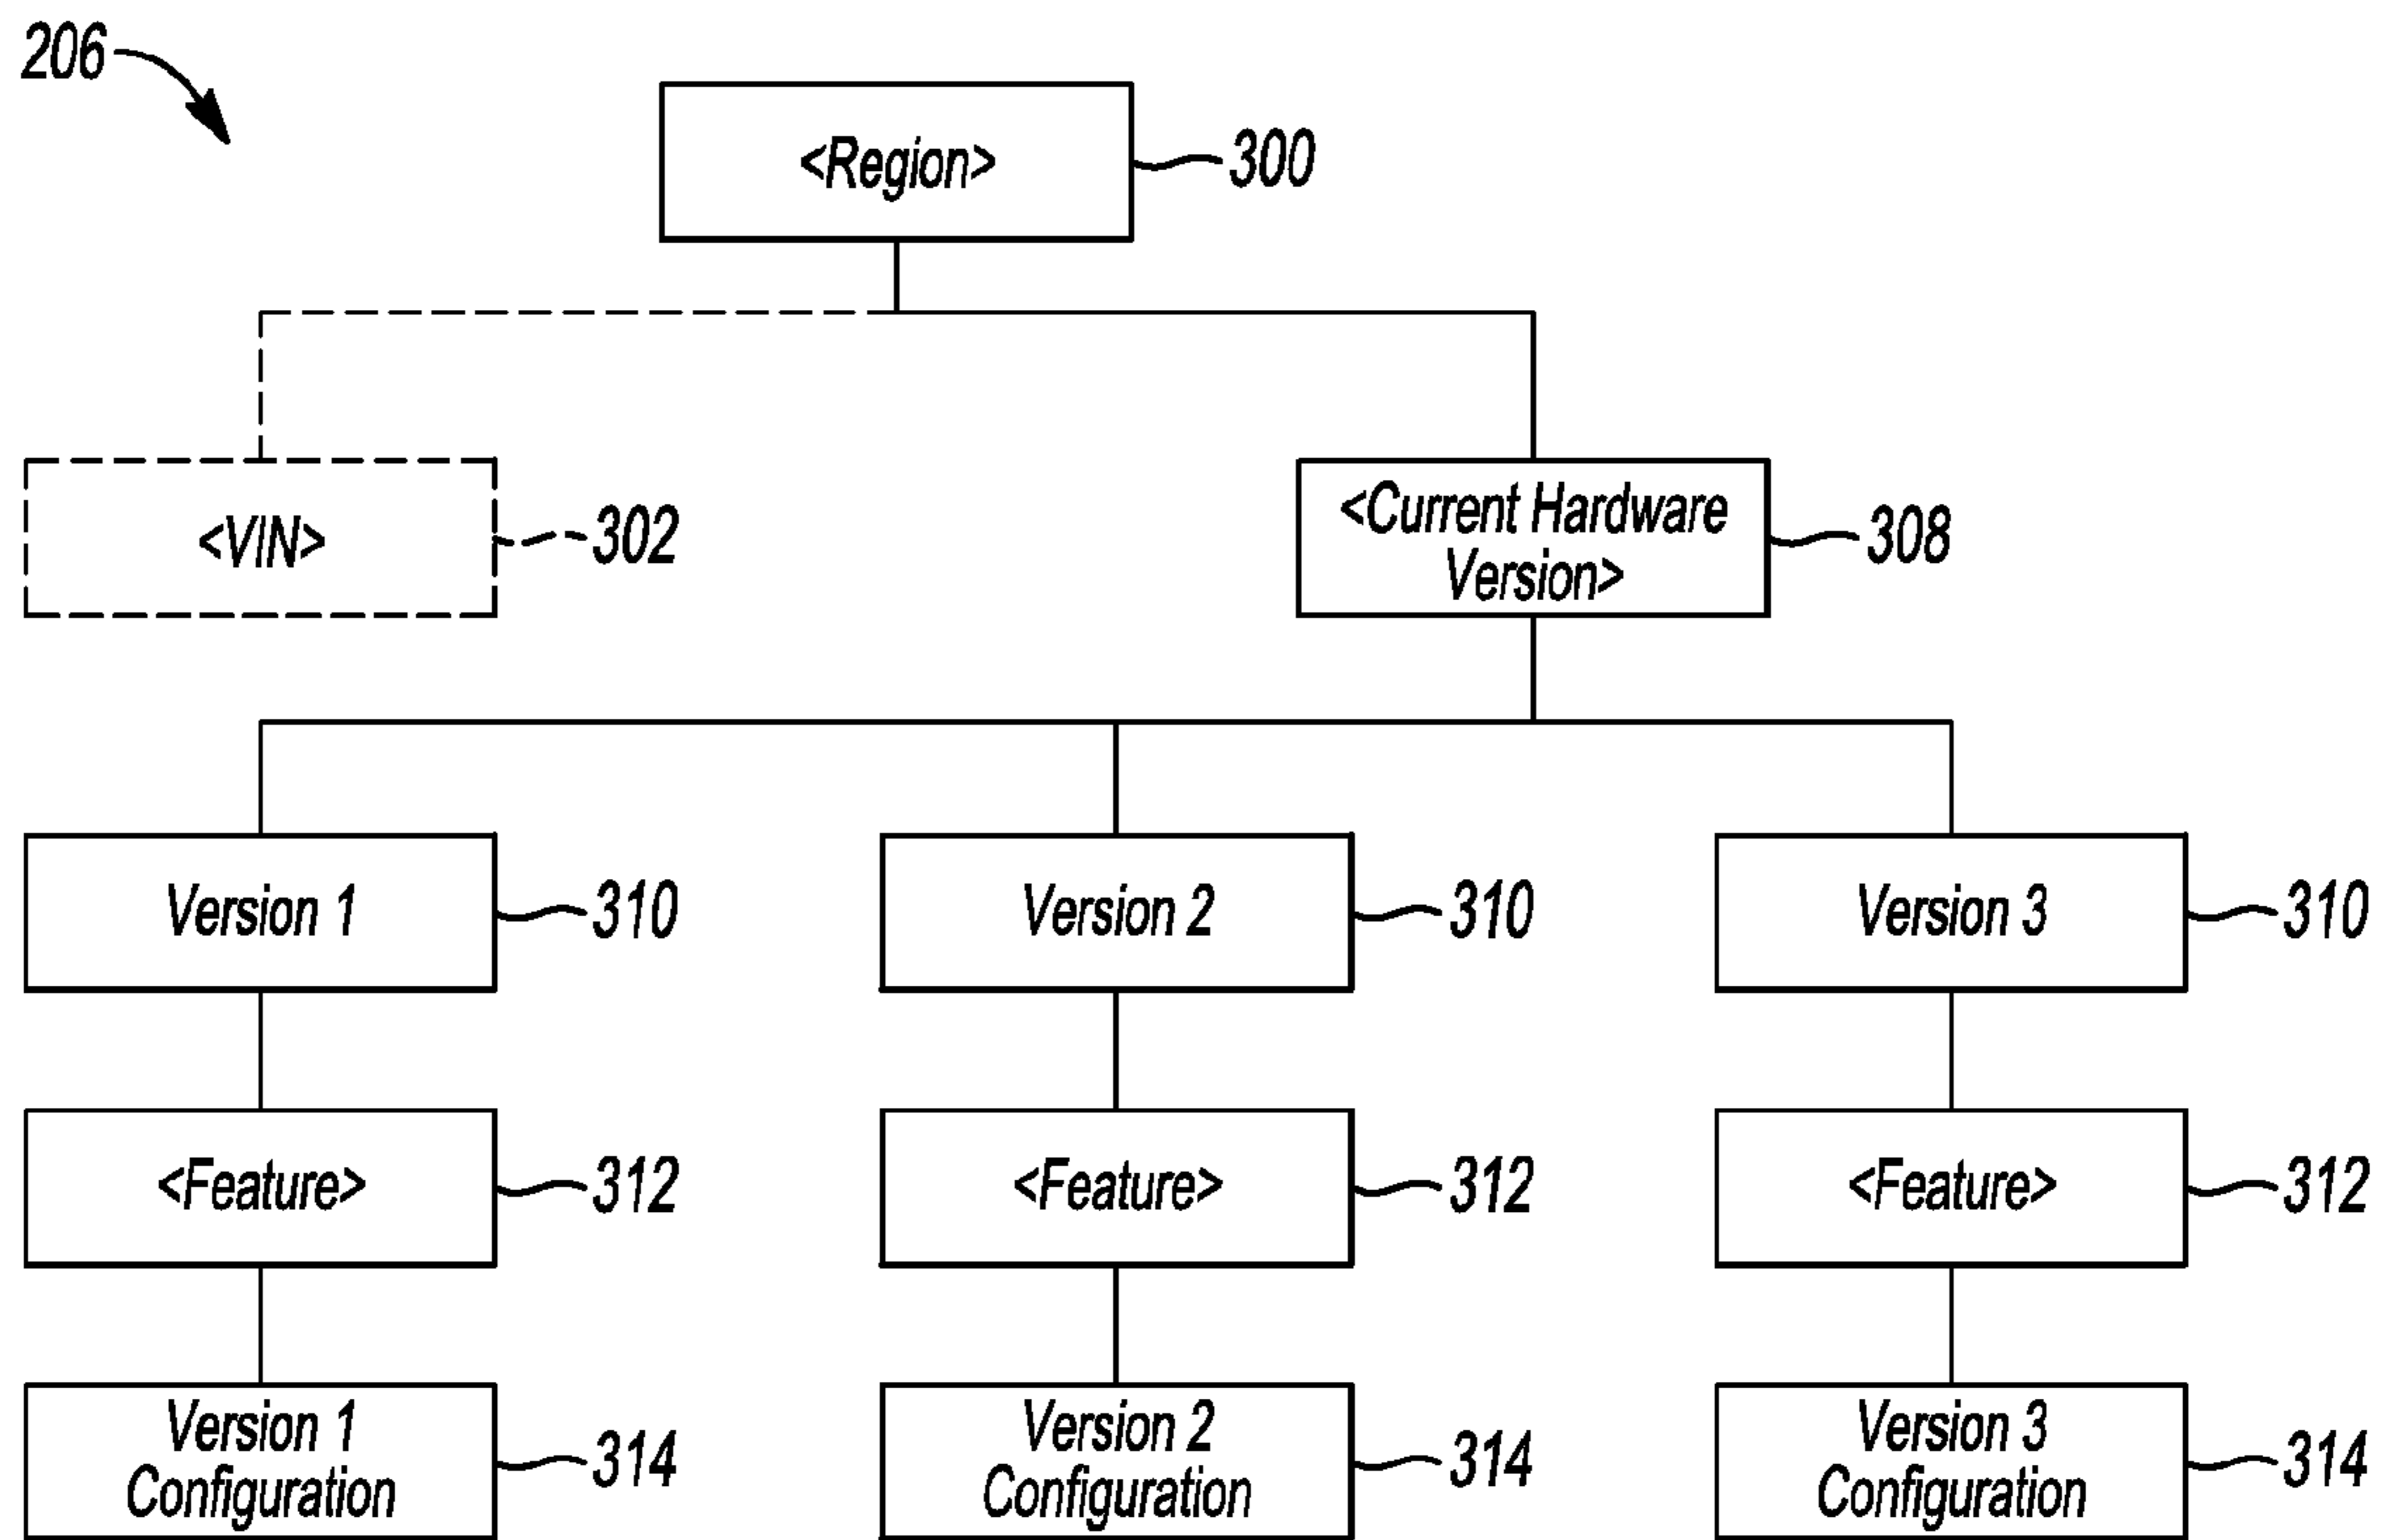 206
<Region>
300
<VIN>
302
<Current Hardware
Version>
308
Version 1
310
Version 2
310
Version 3
310
<Feature>
312
<Feature>
312
<Feature>
312
Version 1
Configuration
314
Version 2
Configuration
314
Version 3
Configuration
314